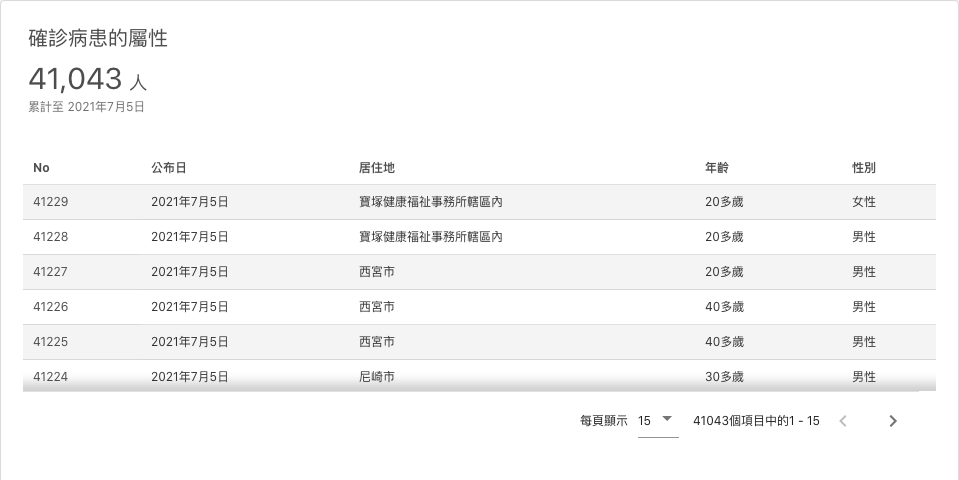 確診病患的屬性
41,043 人
累計至 2021年7月5日
No 公布日 居住地 年齡 性別
41229 2021年7月5日 寶塚健康福祉事務所轄區內 20多歲 女性
41228 2021年7月5日 寶塚健康福祉事務所轄區內 20多歲 男性
41227 2021年7月5日 西宮市 20多歲 男性
41226 2021年7月5日 西宮市 40多歲 男性
41225 2021年7月5日 西宮市 40多歲 男性
41224 2021年7月5日 尼崎市 30多歲 男性
每頁顯示 15 41043個項目中的1 - 15